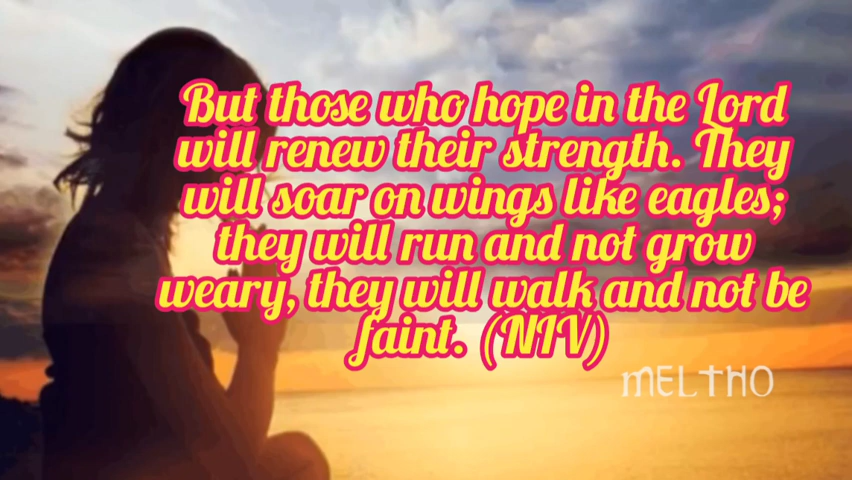 But those who hope in the Lord
will renew their strength. They
will soar on wings like eagles;
they will run and not grow
weary, they will walk and not be
faint. (NIV)
MELTHO